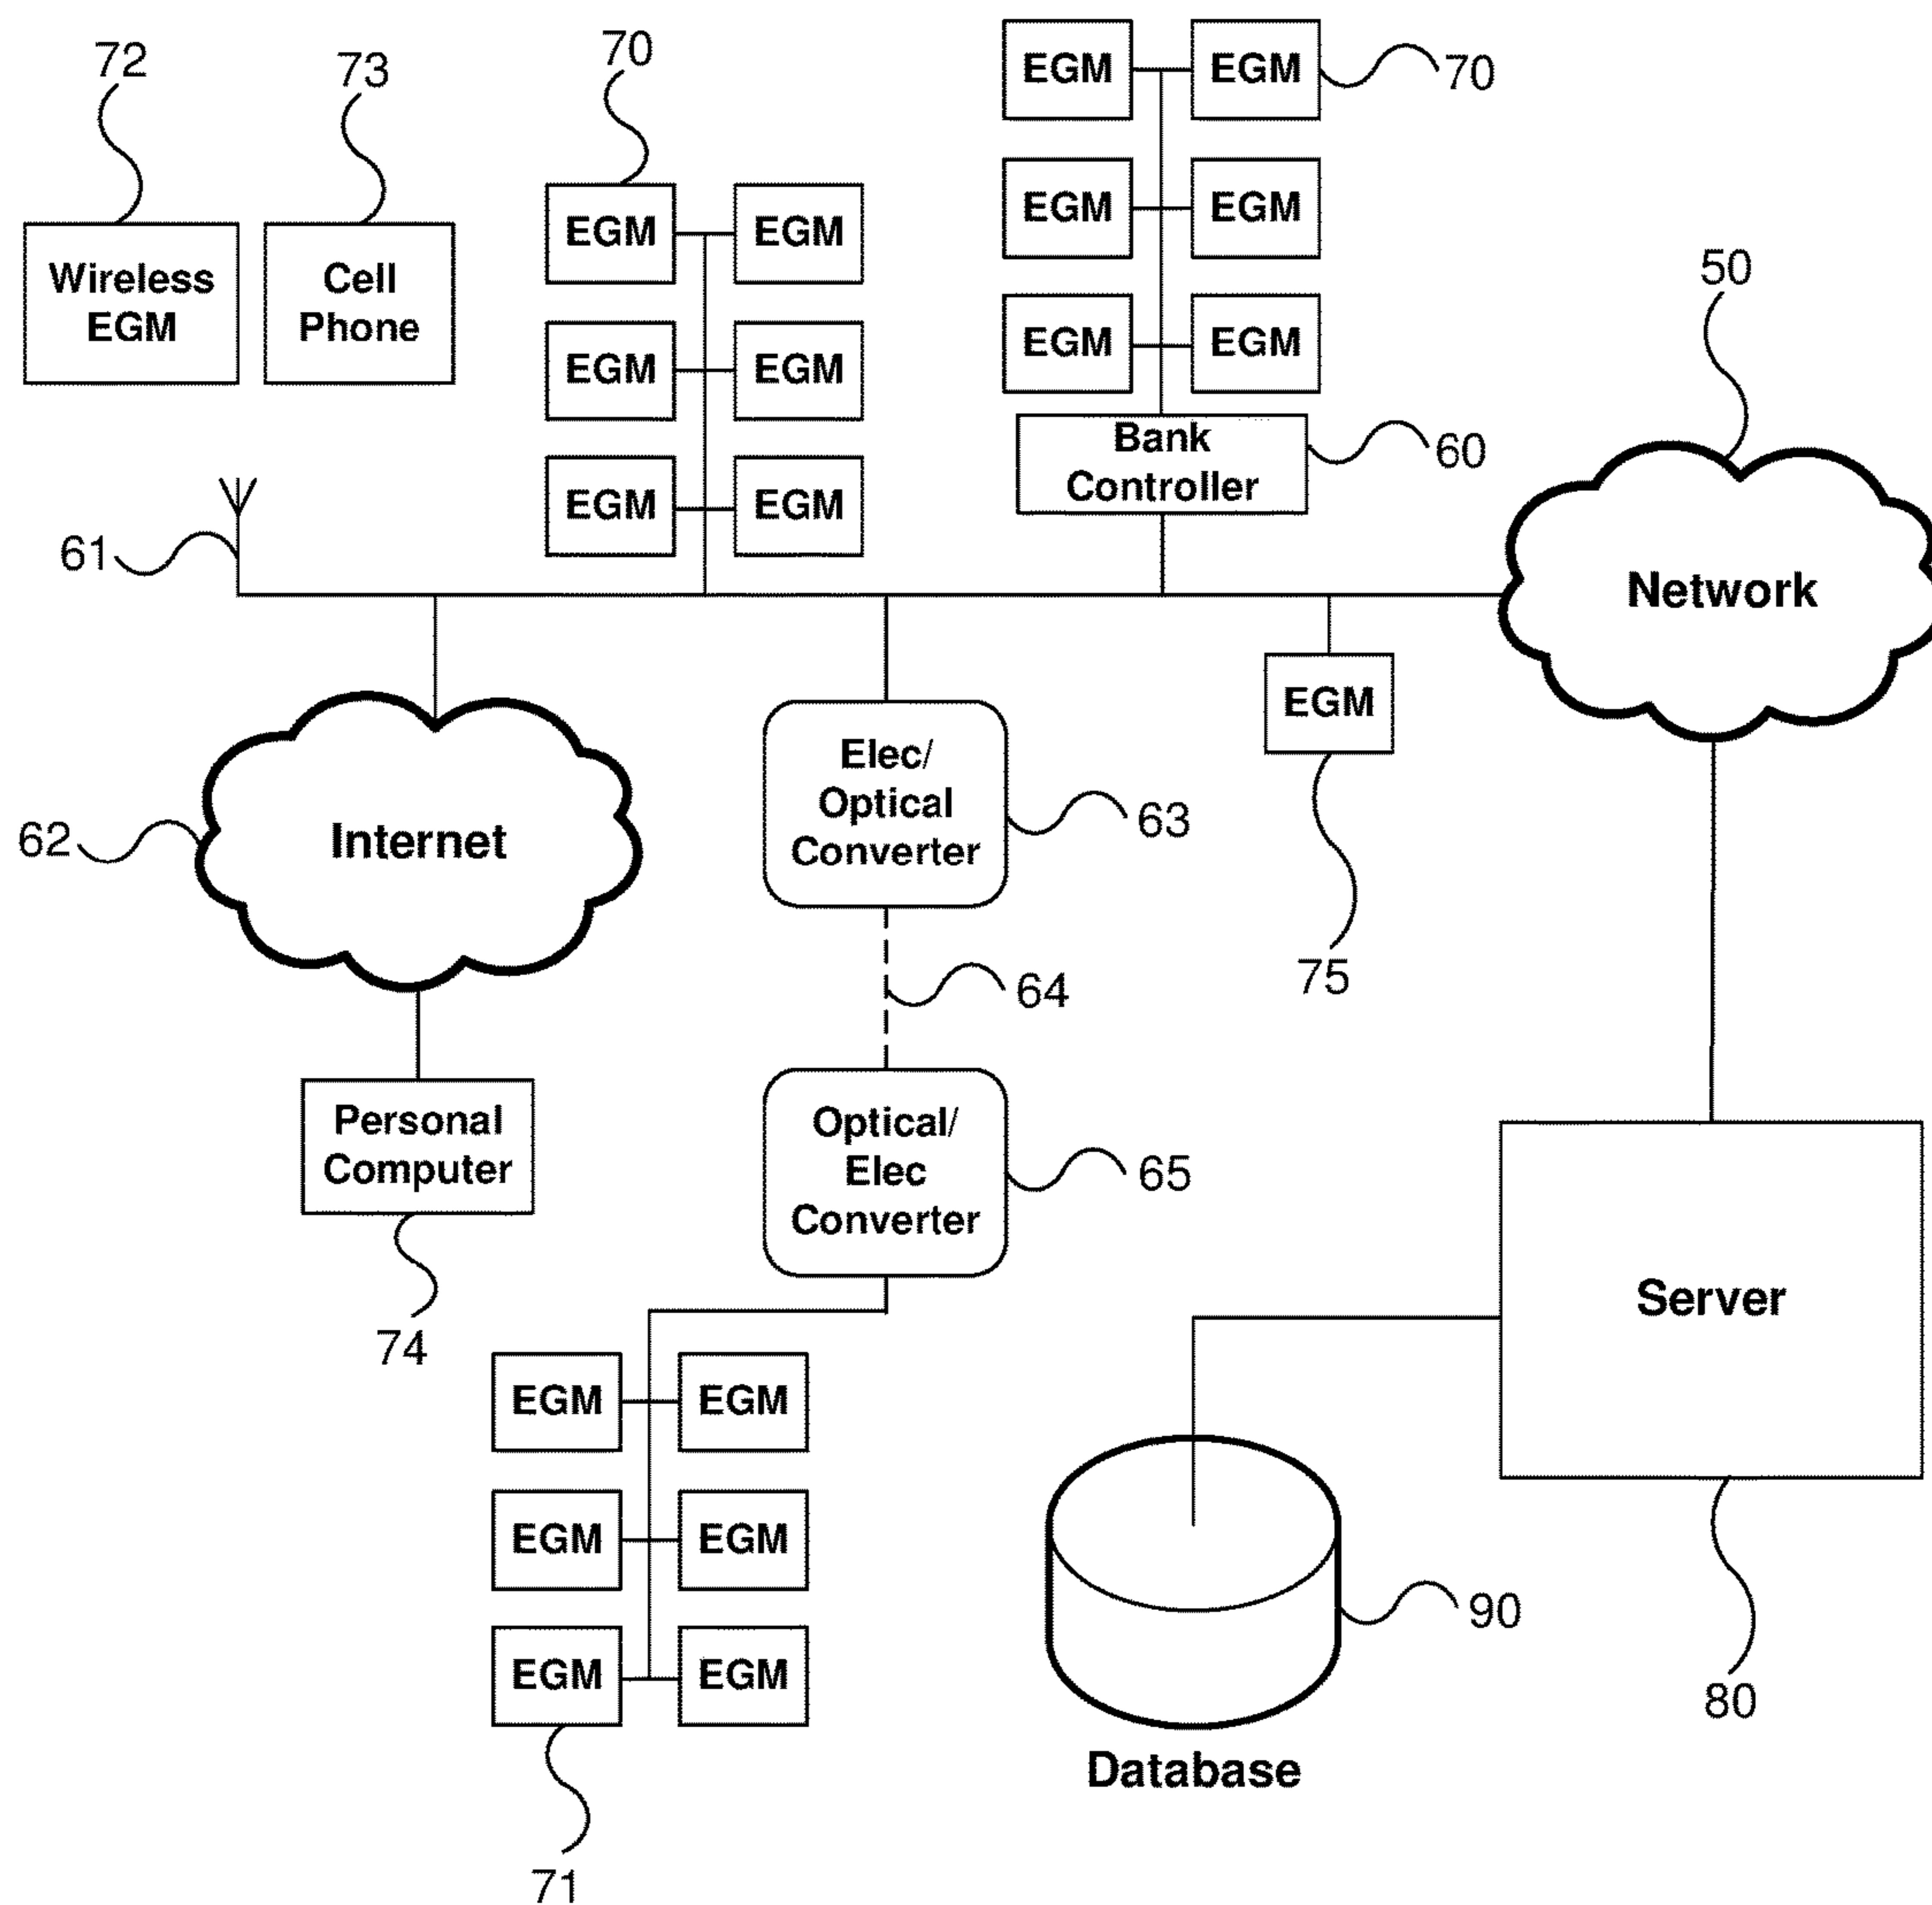 72
73
70
EGM
EGM
70
Wireless
EGM
Cell
Phone
EGM
EGM
EGM
EGM
EGM
EGM
EGM
EGM
EGM
EGM
50
Bank
Controller
60
61
Network
EGM
75
62
Internet
Elec/
Optical
Converter
63
64
Personal
Computer
74
Optical/
Elec
Converter
65
Server
80
EGM
EGM
EGM
EGM
EGM
EGM
71
90
Database